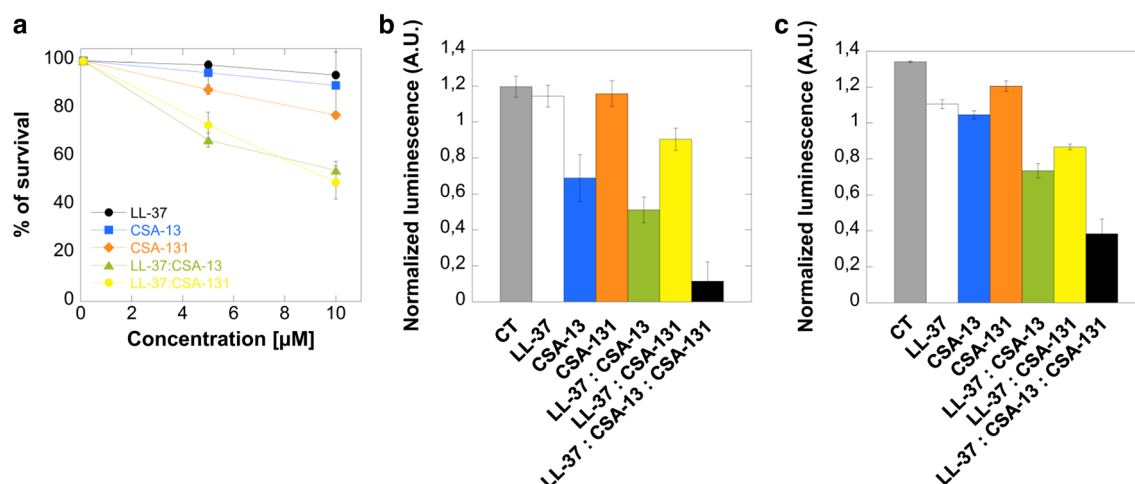 a
% of survival
100
80
60
40
20
0
LL-37
CSA-13
CSA-131
LL-37:CSA-13
LL-37:CSA-131
0 2 4 6 8 10
Concentration [µM]
b
Normalized luminescence (A.U.)
1,4
1,2
1
0,8
0,6
0,4
0,2
0
CT
LL-37
CSA-13
CSA-131
LL-37 : CSA-13
LL-37 : CSA-131
LL-37 : CSA-13 : CSA-131
c
Normalized luminescence (A.U.)
1,4
1,2
1
0,8
0,6
0,4
0,2
0
CT
LL-37
CSA-13
CSA-131
LL-37 : CSA-13
LL-37 : CSA-131
LL-37 : CSA-13 : CSA-131